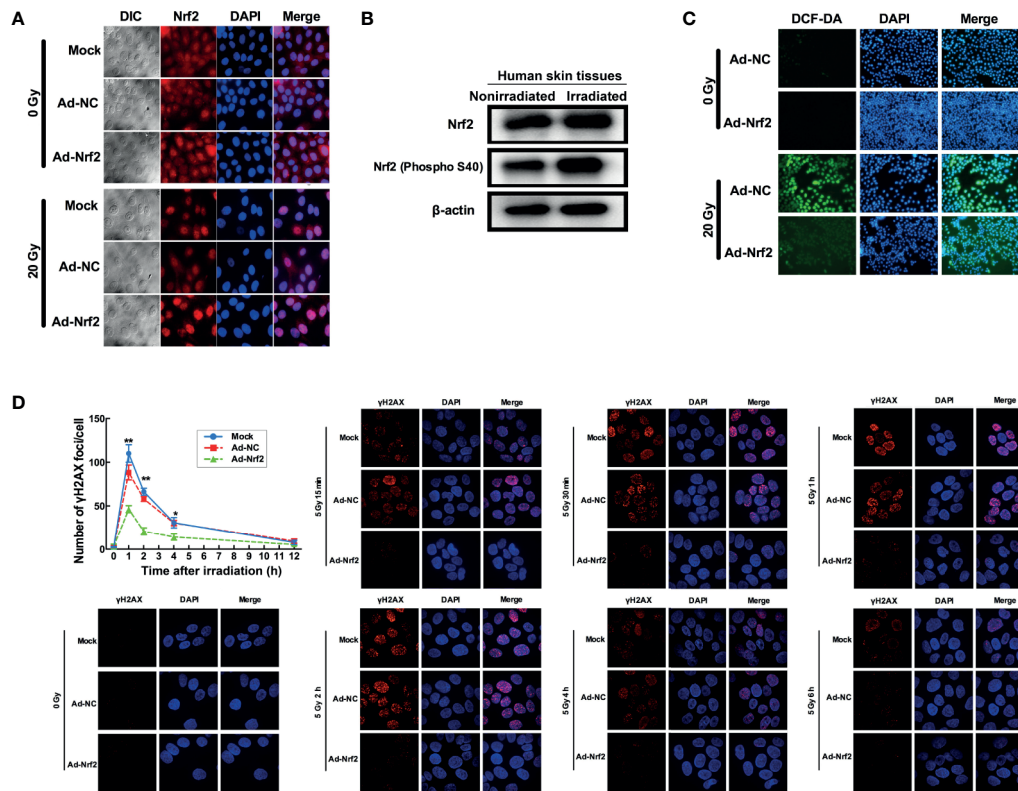 A
DIC Nrf2 DAPI Merge
0 Gy
Mock
Ad-NC
Ad-Nrf2
20 Gy
Mock
Ad-NC
Ad-Nrf2
B
Human skin tissues
Nonirradiated Irradiated
Nrf2
Nrf2 (Phospho S40)
β-actin
C
DCF-DA DAPI Merge
0 Gy
Ad-NC
Ad-Nrf2
20 Gy
Ad-NC
Ad-Nrf2
D
Number of γH2AX foci/cell
150
100
50
0
** ** *
Mock
Ad-NC
Ad-Nrf2
0 1 2 3 4 5 6 7 8 9 10 11 12
Time after irradiation (h)
γH2AX DAPI Merge
5 Gy 15 min
Mock
Ad-NC
Ad-Nrf2
γH2AX DAPI Merge
5 Gy 30 min
Mock
Ad-NC
Ad-Nrf2
γH2AX DAPI Merge
5 Gy 1 h
Mock
Ad-NC
Ad-Nrf2
γH2AX DAPI Merge
0 Gy
Mock
Ad-NC
Ad-Nrf2
γH2AX DAPI Merge
5 Gy 2 h
Mock
Ad-NC
Ad-Nrf2
γH2AX DAPI Merge
5 Gy 4 h
Mock
Ad-NC
Ad-Nrf2
γH2AX DAPI Merge
5 Gy 6 h
Mock
Ad-NC
Ad-Nrf2